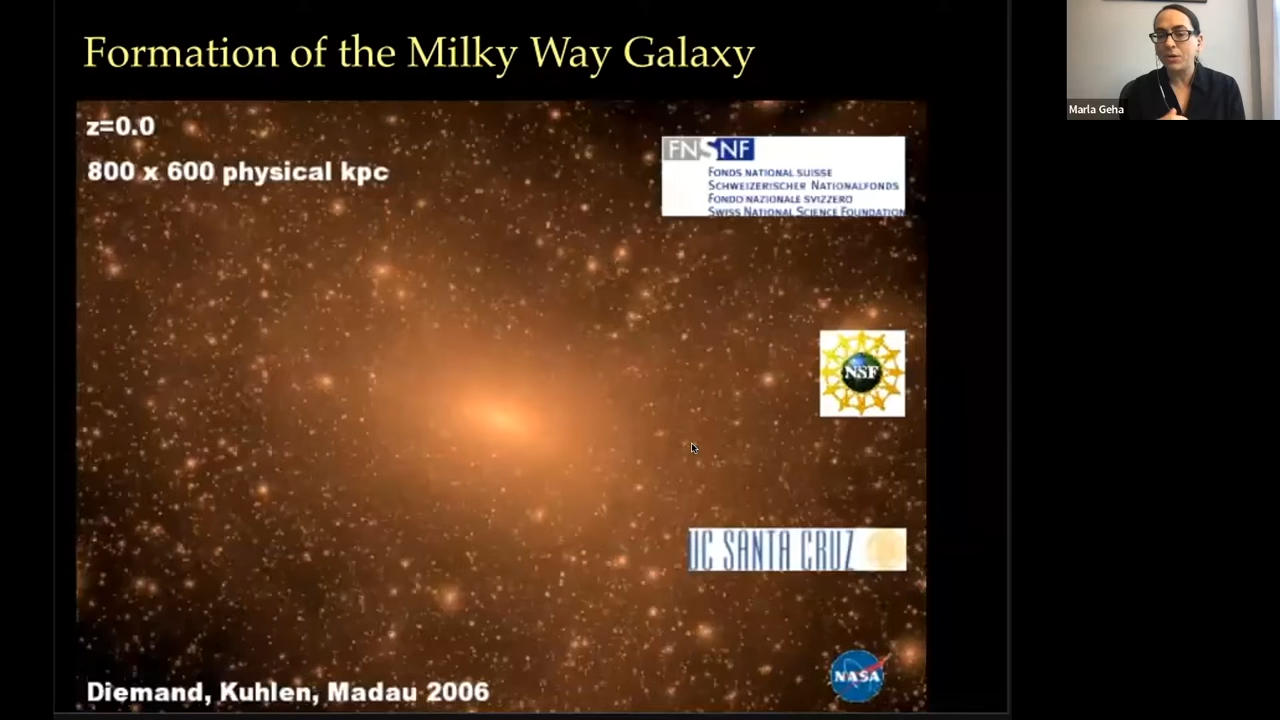 Formation of the Milky Way Galaxy
Marla Geha
z=0.0
800 x 600 physical kpc
FNSNF
FONDS NATIONAL SUISSE
SCHWEIZERISCHER NATIONALFONDS
FONDO NAZIONALE SVIZZERO
SWISS NATIONAL SCIENCE FOUNDATION
NSF
UC SANTA CRUZ
NASA
Diemand, Kuhlen, Madau 2006